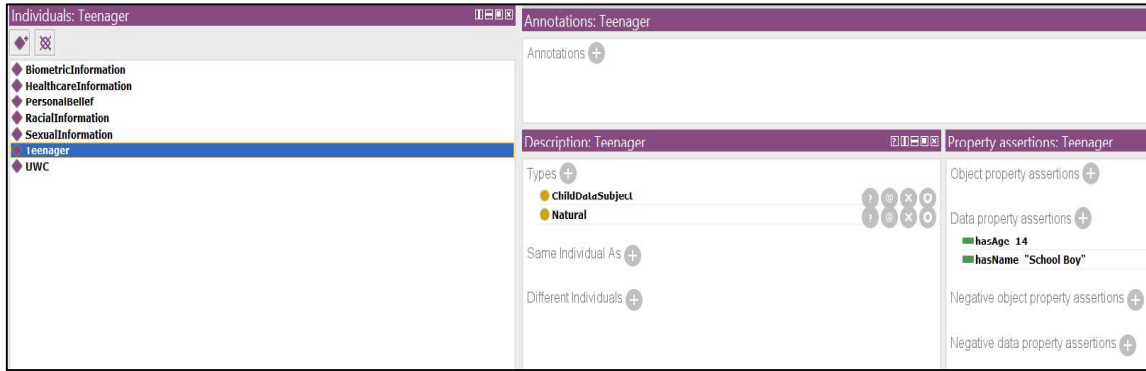 Individuals: Teenager
BiometricInformation
HealthcareInformation
PersonalBelief
RacialInformation
SexualInformation
Teenager
UWC
Annotations: Teenager
Annotations
Description: Teenager
Types
ChildDataSubject
Natural
Same Individual As
Different Individuals
Property assertions: Teenager
Object property assertions
Data property assertions
hasAge 14
hasName "School Boy"
Negative object property assertions
Negative data property assertions